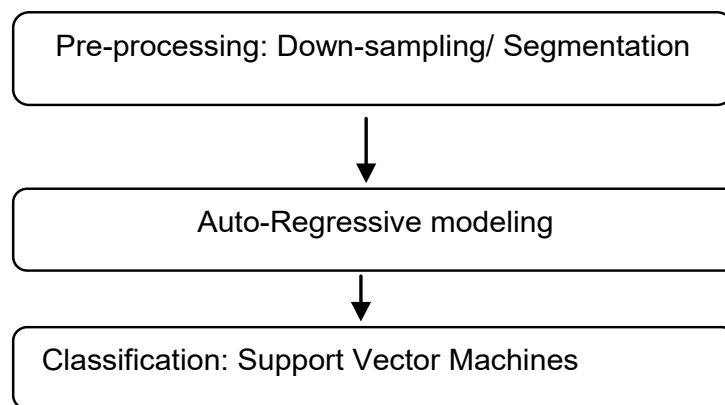 Pre-processing: Down-sampling/ Segmentation
Auto-Regressive modeling
Classification: Support Vector Machines